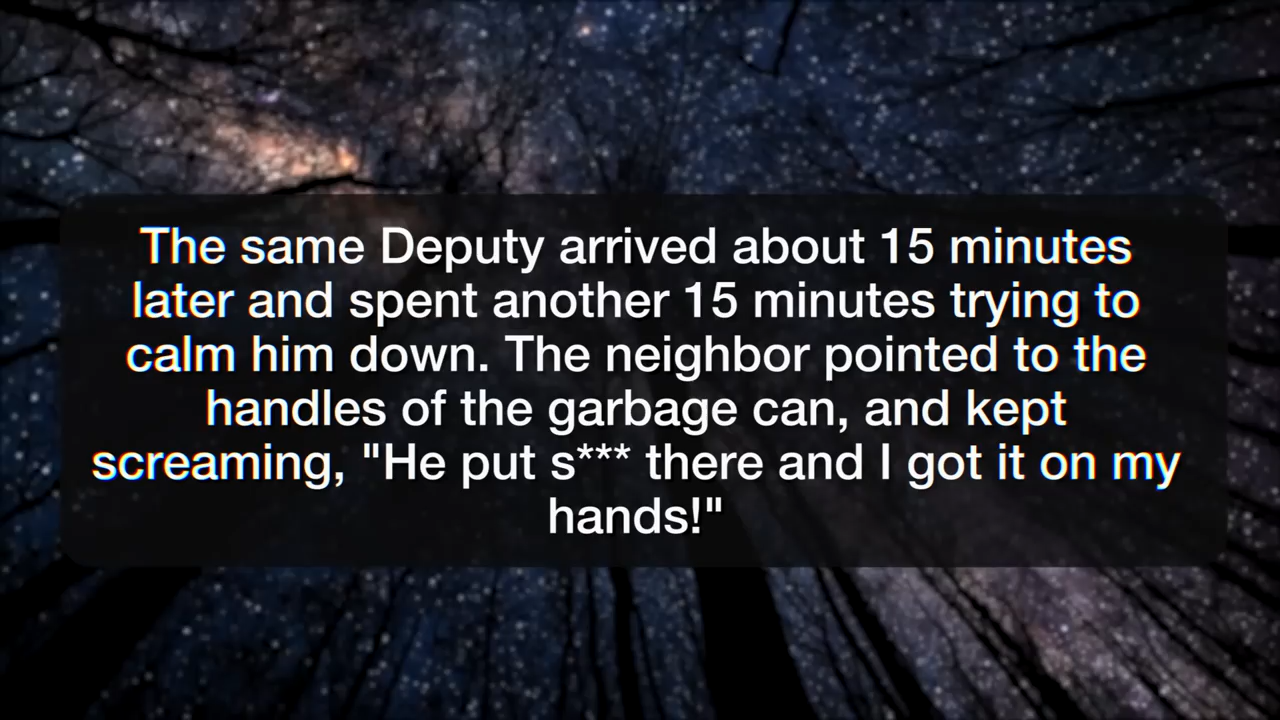 The same Deputy arrived about 15 minutes
later and spent another 15 minutes trying to
calm him down. The neighbor pointed to the
handles of the garbage can, and kept
screaming, "He put s*** there and I got it on my
hands!"